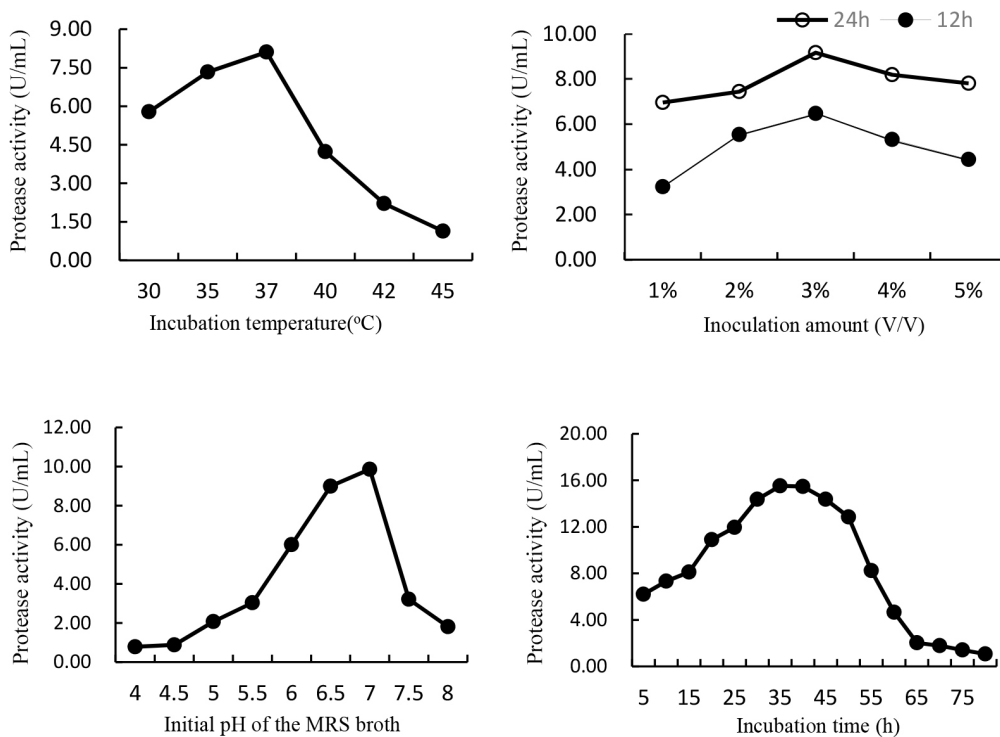 Protease activity (U/mL)
9.00
7.50
6.00
4.50
3.00
1.50
0.00
30 35 37 40 42 45
Incubation temperature(°C)
24h 12h
Protease activity (U/mL)
10.00
8.00
6.00
4.00
2.00
0.00
1% 2% 3% 4% 5%
Inoculation amount (V/V)
Protease activity (U/mL)
12.00
10.00
8.00
6.00
4.00
2.00
0.00
4 4.5 5 5.5 6 6.5 7 7.5 8
Initial pH of the MRS broth
Protease activity (U/mL)
20.00
16.00
12.00
8.00
4.00
0.00
5 15 25 35 45 55 65 75
Incubation time (h)